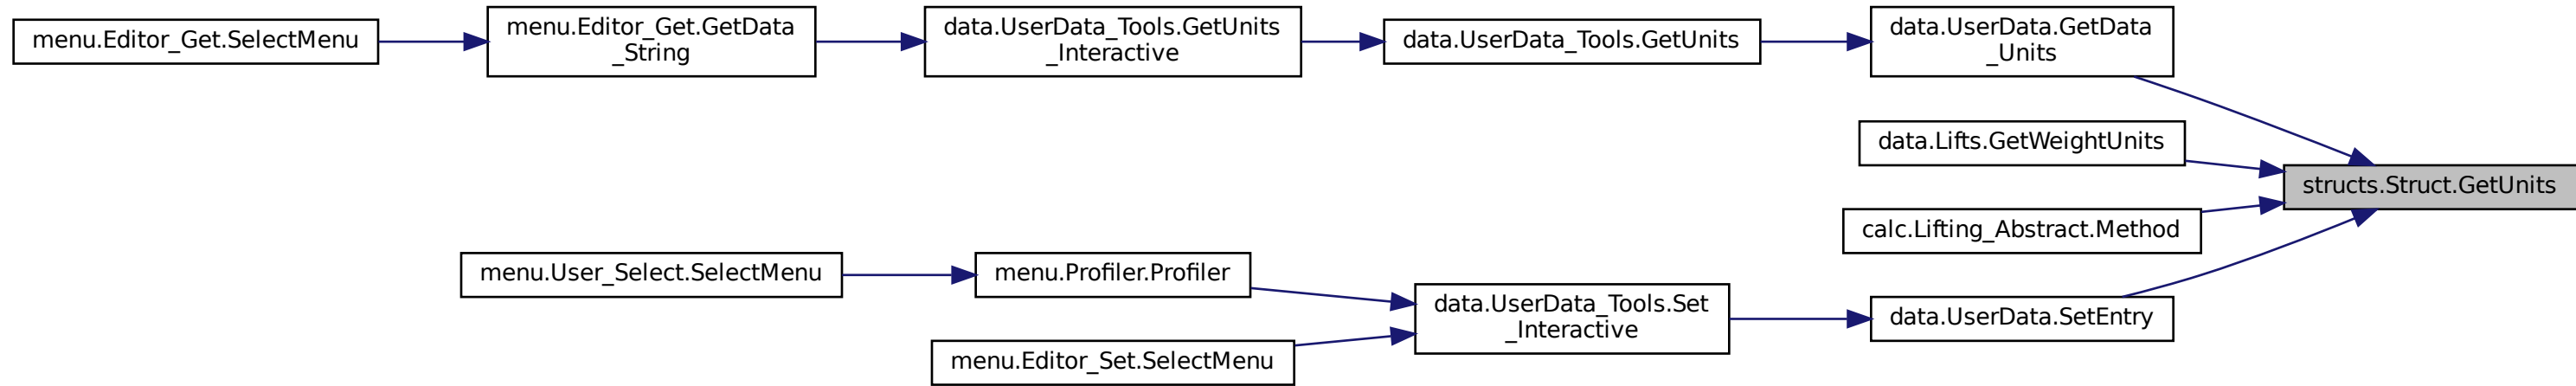 menu.Editor_Get.SelectMenu
menu.Editor_Get.GetData
_String
data.UserData_Tools.GetUnits
_Interactive
data.UserData_Tools.GetUnits
data.UserData.GetData
_Units
data.Lifts.GetWeightUnits
structs.Struct.GetUnits
calc.Lifting_Abstract.Method
menu.User_Select.SelectMenu
menu.Profiler.Profiler
data.UserData_Tools.Set
_Interactive
data.UserData.SetEntry
menu.Editor_Set.SelectMenu